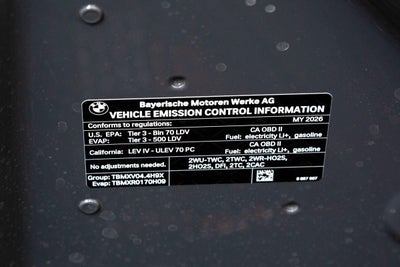 Bayerische Motoren Werke AG
VEHICLE EMISSION CONTROL INFORMATION
Conforms to regulations: MY 2026
U.S. EPA: Tier 3 - Bin 70 LDV CA OBD II
EVAP: Tier 3 - 500 LDV Fuel: electricity Li+, gasoline
California: LEV IV - ULEV 70 PC CA OBD II
Fuel: electricity Li+, gasoline
No adjustments needed. 2WU-TWC, 2TWC, 2WR-HO2S,
2HO2S, DFI, 2TC, 2CAC
Group: TBMXV04.4H9X
Evap: TBMXR0170H09